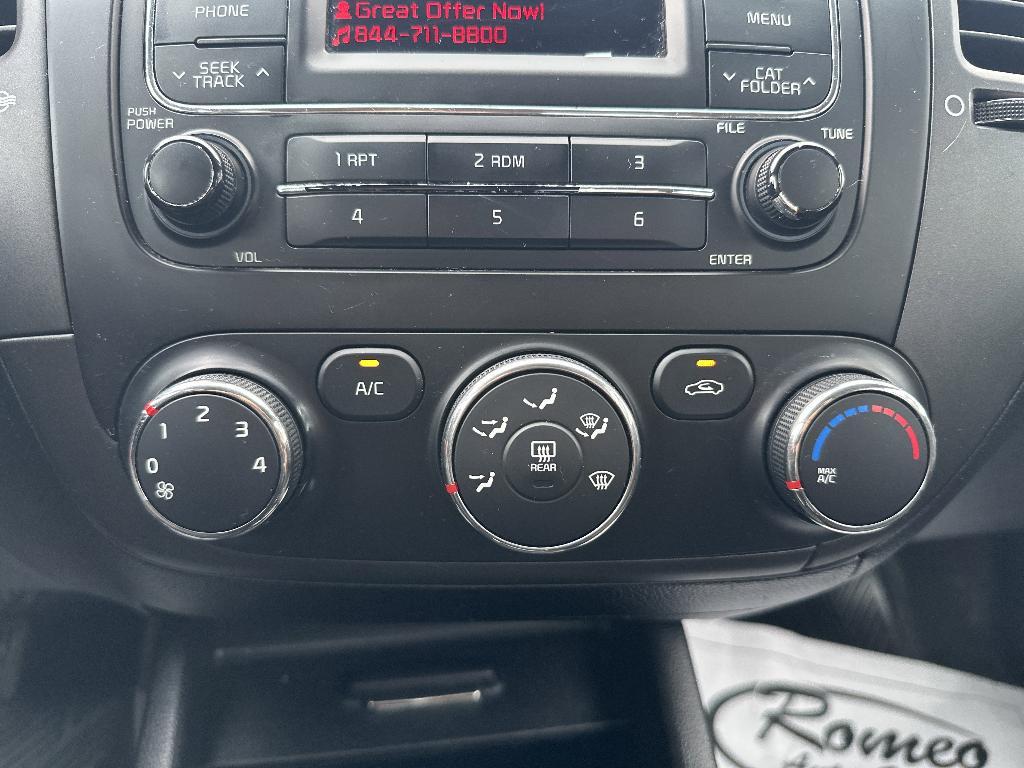 PHONE
Great Offer Now!
844-711-8800
MENU
SEEK
TRACK
CAT
FOLDER
PUSH
POWER
FILE
TUNE
1 RPT
2 RDM
3
4
5
6
VOL
ENTER
A/C
0
1
2
3
4
REAR
MAX
A/C
Romeo